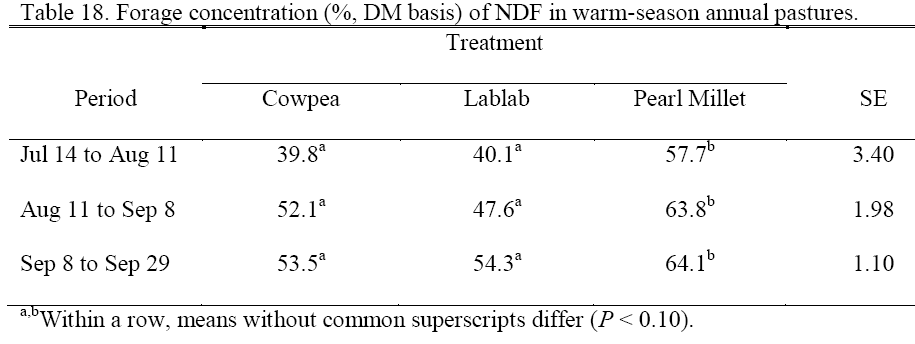 Table 18. Forage concentration (%, DM basis) of NDF in warm-season annual pastures.
Treatment
Period Cowpea Lablab Pearl Millet SE
Jul 14 to Aug 11 39.8a 40.1a 57.7b 3.40
Aug 11 to Sep 8 52.1a 47.6a 63.8b 1.98
Sep 8 to Sep 29 53.5a 54.3a 64.1b 1.10
a,bWithin a row, means without common superscripts differ (P < 0.10).